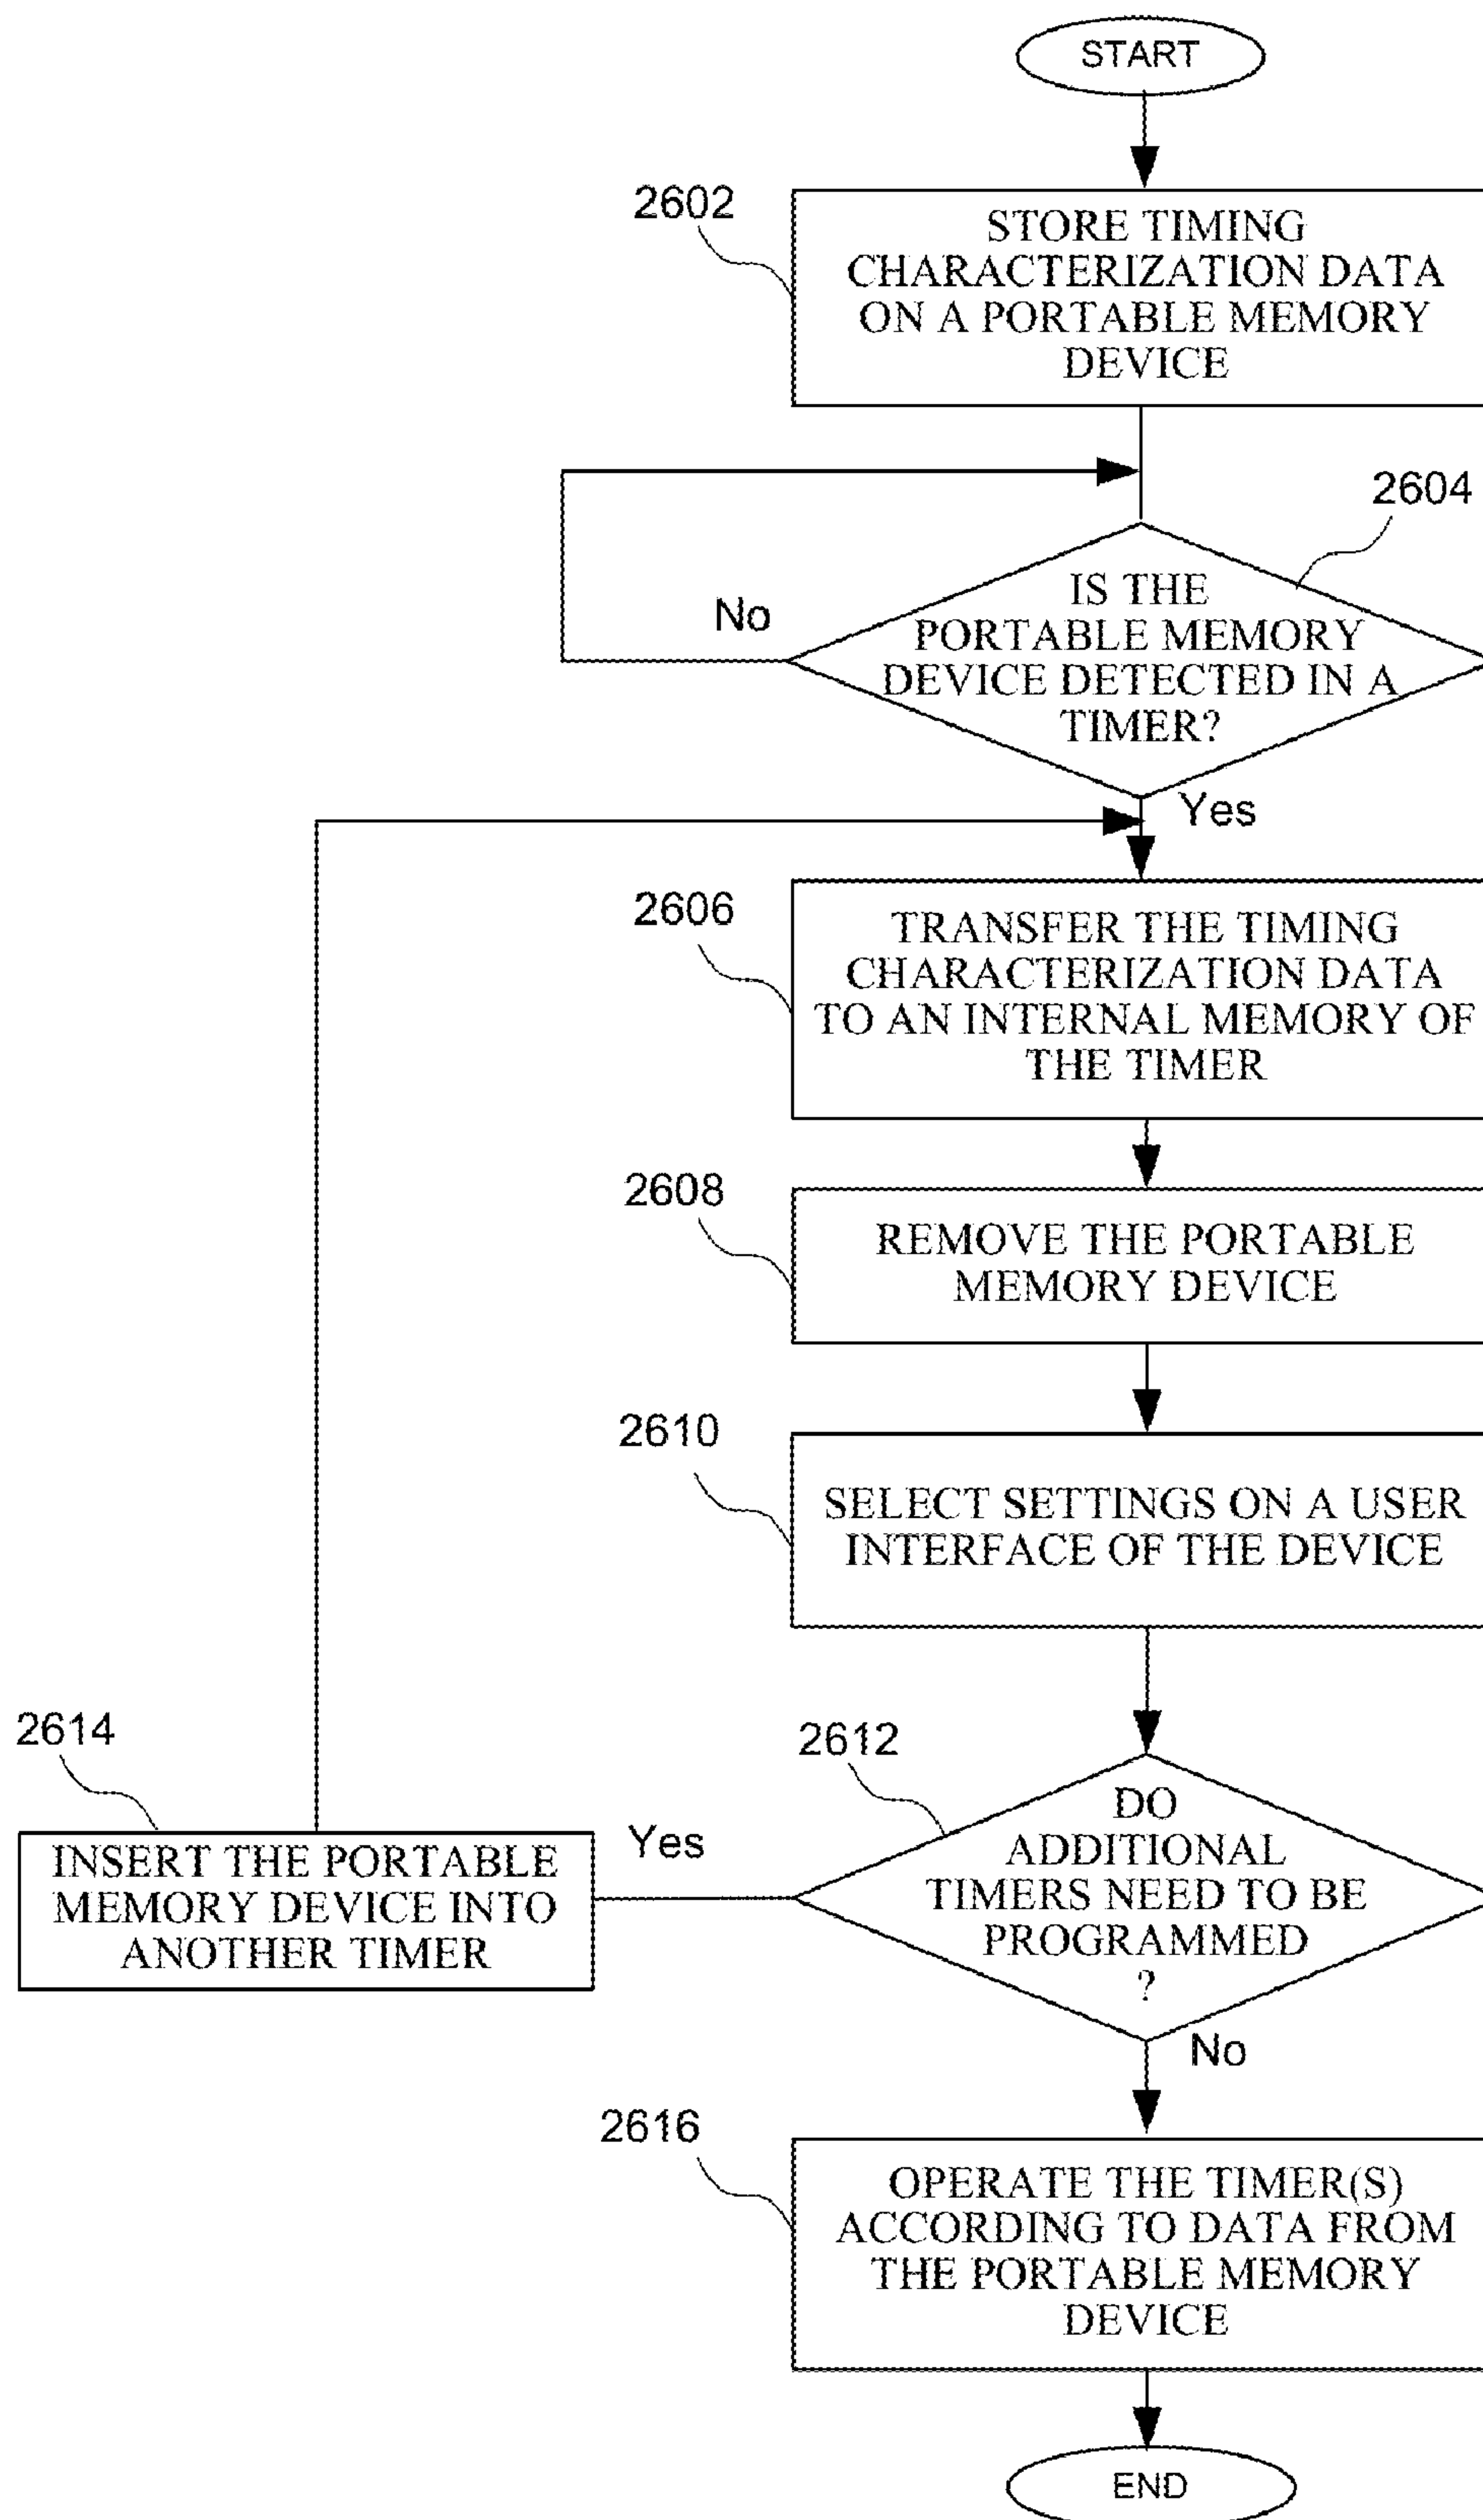 START
2602
STORE TIMING
CHARACTERIZATION DATA
ON A PORTABLE MEMORY
DEVICE
2604
IS THE
PORTABLE MEMORY
DEVICE DETECTED IN A
TIMER?
No
Yes
2606
TRANSFER THE TIMING
CHARACTERIZATION DATA
TO AN INTERNAL MEMORY OF
THE TIMER
2608
REMOVE THE PORTABLE
MEMORY DEVICE
2610
SELECT SETTINGS ON A USER
INTERFACE OF THE DEVICE
2612
DO
ADDITIONAL
TIMERS NEED TO BE
PROGRAMMED
?
Yes
2614
INSERT THE PORTABLE
MEMORY DEVICE INTO
ANOTHER TIMER
No
2616
OPERATE THE TIMER(S)
ACCORDING TO DATA FROM
THE PORTABLE MEMORY
DEVICE
END